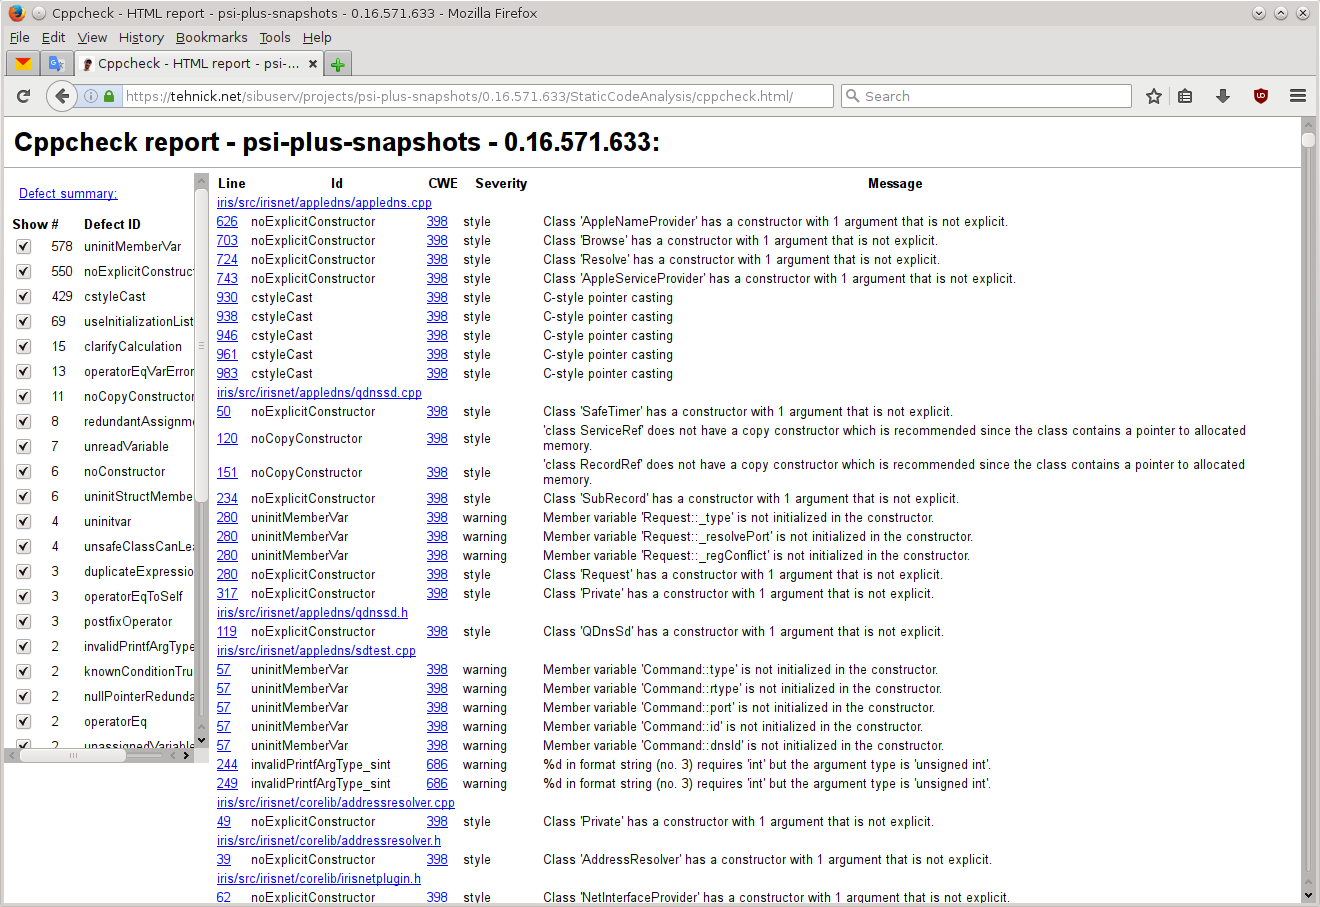 Cppcheck - HTML report - psi-plus-snapshots - 0.16.571.633 - Mozilla Firefox
File Edit View History Bookmarks Tools Help
Cppcheck - HTML report - psi-...
https://tehnick.net/sibuserv/projects/psi-plus-snapshots/0.16.571.633/StaticCodeAnalysis/cppcheck.html/
Search
Cppcheck report - psi-plus-snapshots - 0.16.571.633:
Defect summary:
Show # Defect ID
578 uninitMemberVar
550 noExplicitConstruct
429 cstyleCast
69 useInitializationList
15 clarifyCalculation
13 operatorEqVarError
11 noCopyConstructor
8 redundantAssignme
7 unreadVariable
6 noConstructor
6 uninitStructMembe
4 uninitvar
4 unsafeClassCanLea
3 duplicateExpressio
3 operatorEqToSelf
3 postfixOperator
2 invalidPrintfArgType
2 knownConditionTru
2 nullPointerRedunda
2 operatorEq
2 unassignedVariable
Line Id CWE Severity Message
iris/src/irisnet/appledns/appledns.cpp
626 noExplicitConstructor 398 style Class 'AppleNameProvider' has a constructor with 1 argument that is not explicit.
703 noExplicitConstructor 398 style Class 'Browse' has a constructor with 1 argument that is not explicit.
724 noExplicitConstructor 398 style Class 'Resolve' has a constructor with 1 argument that is not explicit.
743 noExplicitConstructor 398 style Class 'AppleServiceProvider' has a constructor with 1 argument that is not explicit.
930 cstyleCast 398 style C-style pointer casting
938 cstyleCast 398 style C-style pointer casting
946 cstyleCast 398 style C-style pointer casting
961 cstyleCast 398 style C-style pointer casting
983 cstyleCast 398 style C-style pointer casting
iris/src/irisnet/appledns/qdnssd.cpp
50 noExplicitConstructor 398 style Class 'SafeTimer' has a constructor with 1 argument that is not explicit.
120 noCopyConstructor 398 style 'class ServiceRef' does not have a copy constructor which is recommended since the class contains a pointer to allocated
memory.
151 noCopyConstructor 398 style 'class RecordRef' does not have a copy constructor which is recommended since the class contains a pointer to allocated
memory.
234 noExplicitConstructor 398 style Class 'SubRecord' has a constructor with 1 argument that is not explicit.
280 uninitMemberVar 398 warning Member variable 'Request::_type' is not initialized in the constructor.
280 uninitMemberVar 398 warning Member variable 'Request::_resolvePort' is not initialized in the constructor.
280 uninitMemberVar 398 warning Member variable 'Request::_regConflict' is not initialized in the constructor.
280 noExplicitConstructor 398 style Class 'Request' has a constructor with 1 argument that is not explicit.
317 noExplicitConstructor 398 style Class 'Private' has a constructor with 1 argument that is not explicit.
iris/src/irisnet/appledns/qdnssd.h
119 noExplicitConstructor 398 style Class 'QDnsSd' has a constructor with 1 argument that is not explicit.
iris/src/irisnet/appledns/sdtest.cpp
57 uninitMemberVar 398 warning Member variable 'Command::type' is not initialized in the constructor.
57 uninitMemberVar 398 warning Member variable 'Command::rtype' is not initialized in the constructor.
57 uninitMemberVar 398 warning Member variable 'Command::port' is not initialized in the constructor.
57 uninitMemberVar 398 warning Member variable 'Command::id' is not initialized in the constructor.
57 uninitMemberVar 398 warning Member variable 'Command::dnsId' is not initialized in the constructor.
244 invalidPrintfArgType_sint 686 warning %d in format string (no. 3) requires 'int' but the argument type is 'unsigned int'.
249 invalidPrintfArgType_sint 686 warning %d in format string (no. 3) requires 'int' but the argument type is 'unsigned int'.
iris/src/irisnet/corelib/addressresolver.cpp
49 noExplicitConstructor 398 style Class 'Private' has a constructor with 1 argument that is not explicit.
iris/src/irisnet/corelib/addressresolver.h
39 noExplicitConstructor 398 style Class 'AddressResolver' has a constructor with 1 argument that is not explicit.
iris/src/irisnet/corelib/irisnetplugin.h
62 noExplicitConstructor 398 style Class 'NetInterfaceProvider' has a constructor with 1 argument that is not explicit.